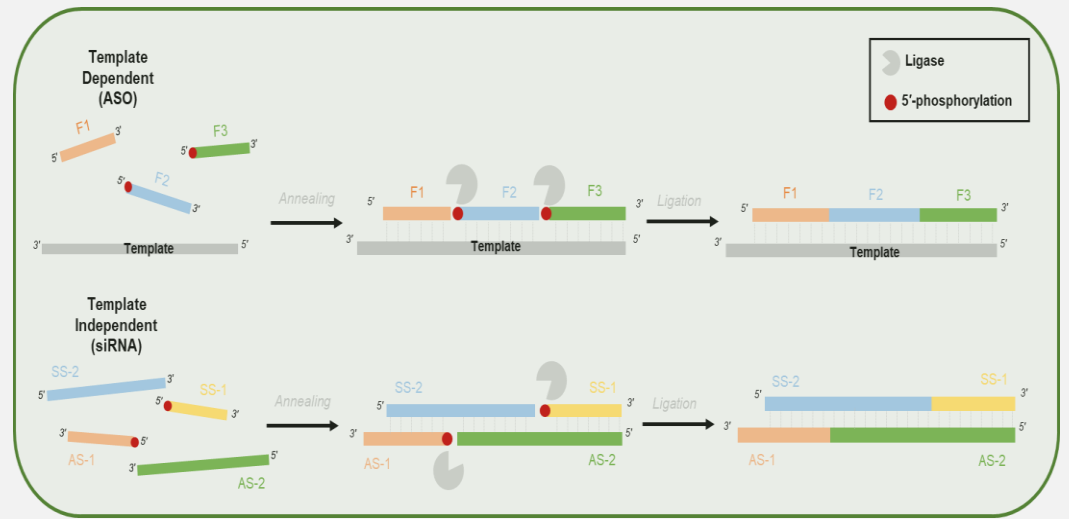 Template
Dependent
(ASO)
Ligase
5'-phosphorylation
F1
3'
5'
F3
5'
3'
F2
5'
3'
3'
Template
5'
Annealing
F1
F2
F3
5'
3'
3'
Template
5'
Ligation
F1
F2
F3
5'
3'
3'
Template
5'
Template
Independent
(siRNA)
SS-2
3'
5'
SS-1
5'
3'
3'
5'
AS-1
3'
5'
AS-2
Annealing
SS-2
SS-1
5'
3'
3'
5'
AS-1
AS-2
Ligation
SS-2
SS-1
5'
3'
3'
5'
AS-1
AS-2